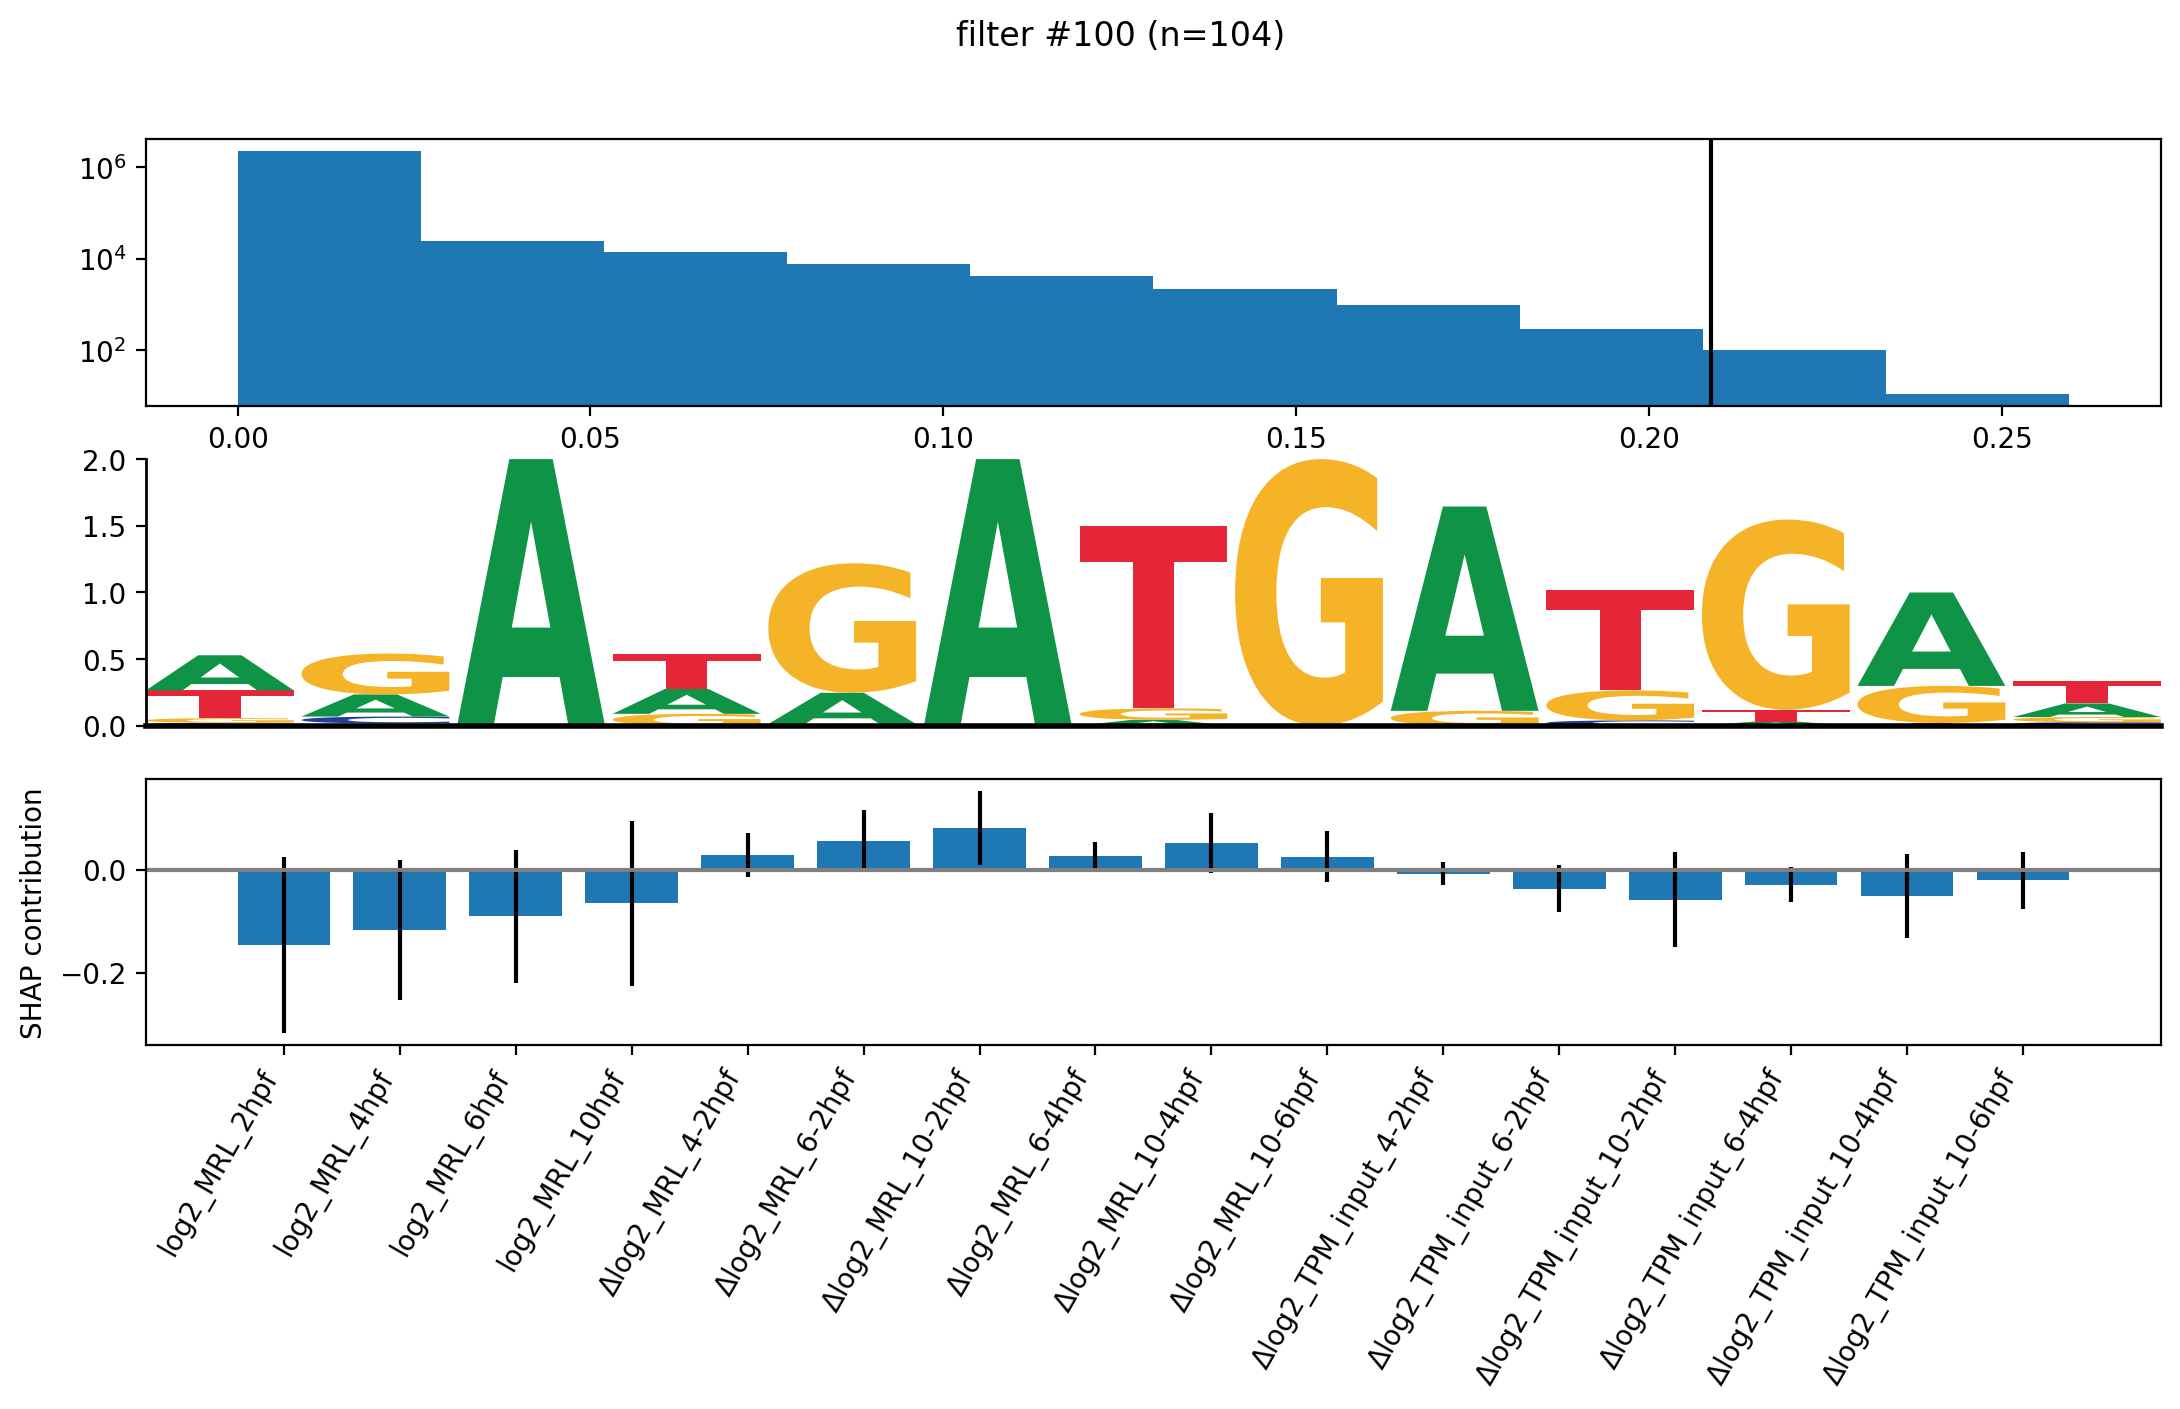 filter #100 (n=104)
10⁶
10⁴
10²
0.00 0.05 0.10 0.15 0.20 0.25
2.0
1.5
1.0
0.5
0.0
A G A T G A T G A T G A T
T A A A G G G T G A
G C G A C A G
SHAP contribution
0.0
−0.2
log2_MRL_2hpf
log2_MRL_4hpf
log2_MRL_6hpf
log2_MRL_10hpf
Δlog2_MRL_4-2hpf
Δlog2_MRL_6-2hpf
Δlog2_MRL_10-2hpf
Δlog2_MRL_6-4hpf
Δlog2_MRL_10-4hpf
Δlog2_MRL_10-6hpf
Δlog2_TPM_input_4-2hpf
Δlog2_TPM_input_6-2hpf
Δlog2_TPM_input_10-2hpf
Δlog2_TPM_input_6-4hpf
Δlog2_TPM_input_10-4hpf
Δlog2_TPM_input_10-6hpf